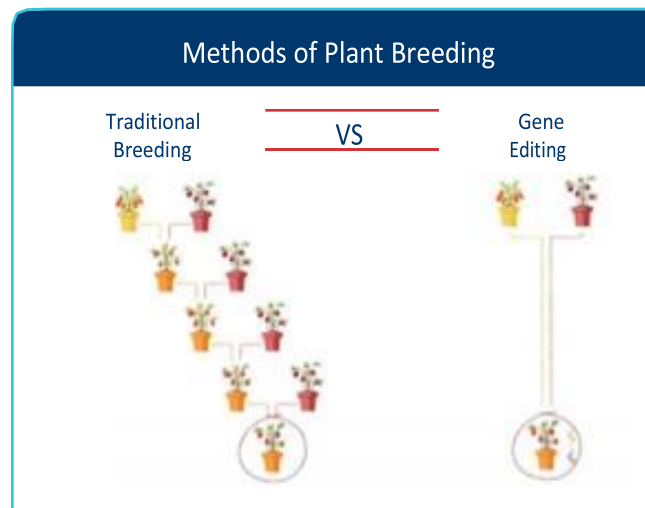 Methods of Plant Breeding
Traditional
Breeding
VS
Gene
Editing